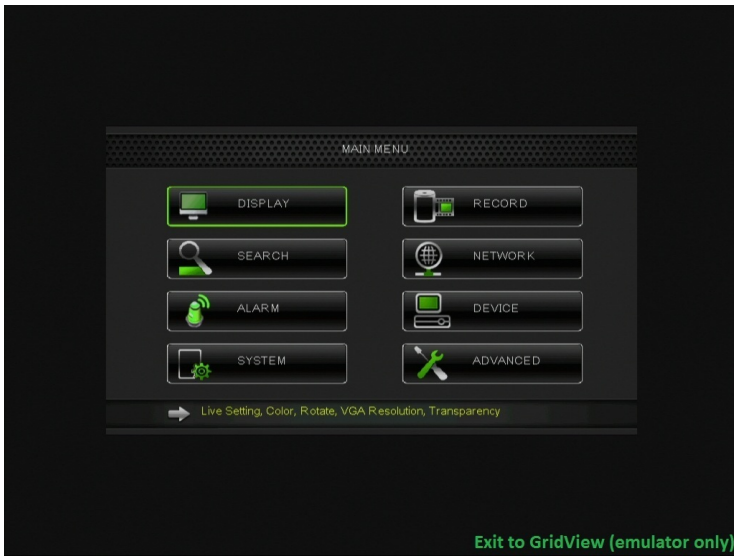 MAIN MENU
DISPLAY
RECORD
SEARCH
NETWORK
ALARM
DEVICE
SYSTEM
ADVANCED
Live Setting, Color, Rotate, VGA Resolution, Transparency
Exit to GridView (emulator only)